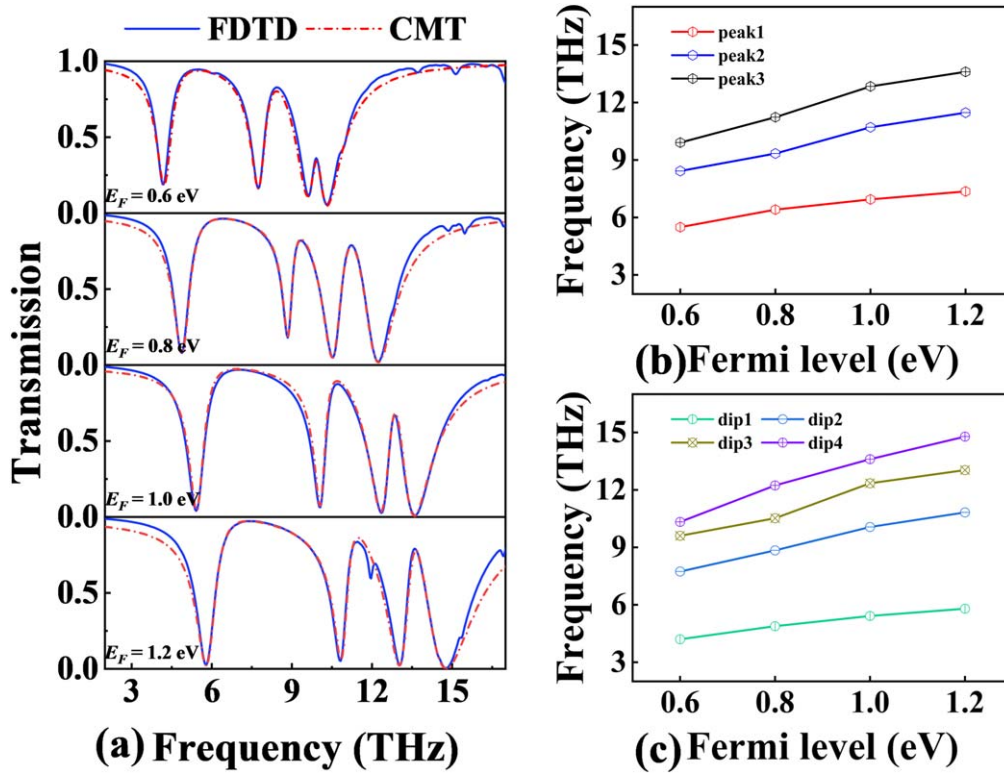 FDTD CMT
Transmission
1.0
0.5
E_F = 0.6 eV
0.0
0.5
E_F = 0.8 eV
0.0
0.5
E_F = 1.0 eV
0.0
0.5
E_F = 1.2 eV
0.0
3 6 9 12 15
(a) Frequency (THz)
Frequency (THz)
15
12
9
6
3
peak1
peak2
peak3
0.6 0.8 1.0 1.2
(b) Fermi level (eV)
Frequency (THz)
15
12
9
6
3
dip1 dip2
dip3 dip4
0.6 0.8 1.0 1.2
(c) Fermi level (eV)